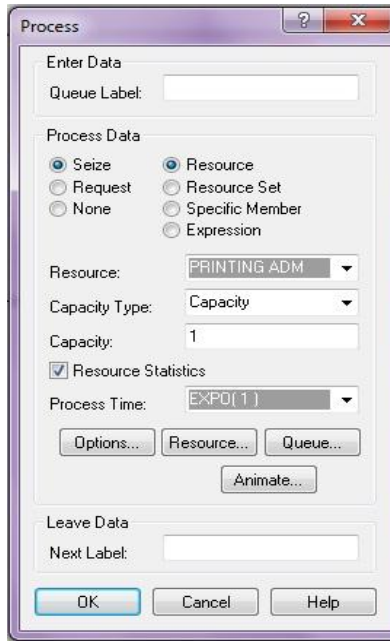 Process
Enter Data
Queue Label:
Process Data
Seize Resource
Request Resource Set
None Specific Member
Expression
Resource: PRINTING ADM
Capacity Type: Capacity
Capacity: 1
Resource Statistics
Process Time: EXPO( 1 )
Options... Resource... Queue...
Animate...
Leave Data
Next Label:
OK Cancel Help